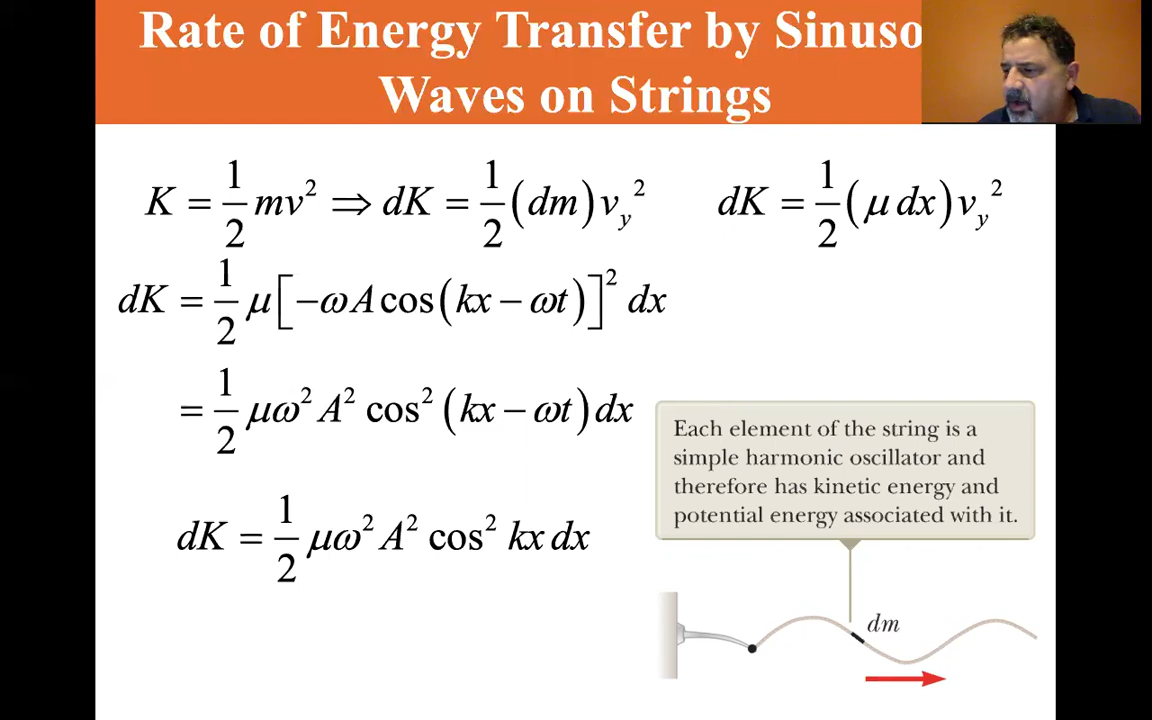 Rate of Energy Transfer by Sinuso
Waves on Strings
K = 1/2 mv² ⇒ dK = 1/2 (dm) v_y² dK = 1/2 (μ dx) v_y²
dK = 1/2 μ[−ωA cos(kx − ωt)]² dx
= 1/2 μω² A² cos² (kx − ωt) dx
dK = 1/2 μω² A² cos² kx dx
Each element of the string is a
simple harmonic oscillator and
therefore has kinetic energy and
potential energy associated with it.
dm